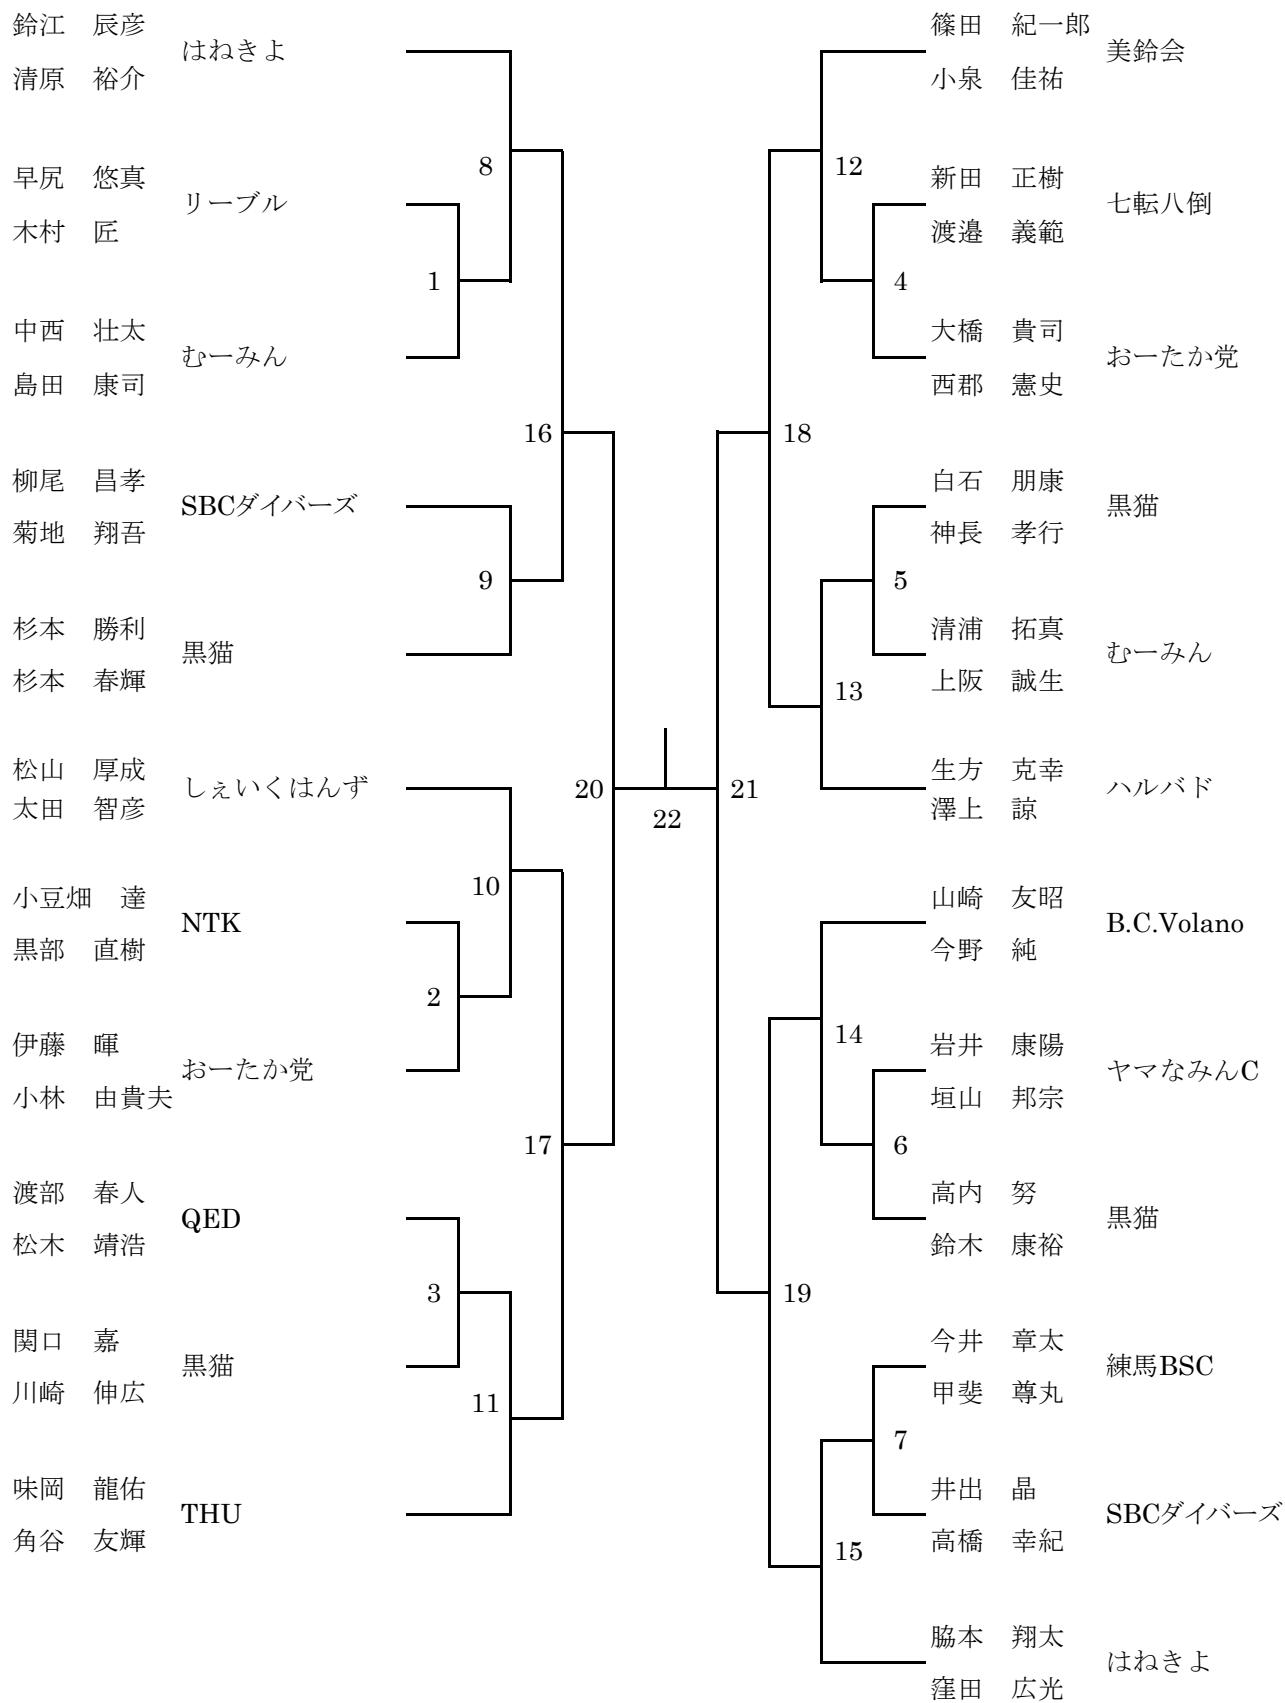 鈴江　辰彦
はねきよ
清原　裕介
早尻　悠真
リーブル
木村　匠
中西　壮太
むーみん
島田　康司
柳尾　昌孝
SBCダイバーズ
菊地　翔吾
杉本　勝利
黒猫
杉本　春輝
松山　厚成
しぇいくはんず
太田　智彦
小豆畑　達
NTK
黒部　直樹
伊藤　暉
おーたか党
小林　由貴夫
渡部　春人
QED
松木　靖浩
関口　嘉
黒猫
川崎　伸広
味岡　龍佑
THU
角谷　友輝
8
1
16
9
10
2
17
3
11
20
22
21
12
4
18
5
13
14
6
19
7
15
篠田　紀一郎
美鈴会
小泉　佳祐
新田　正樹
七転八倒
渡邉　義範
大橋　貴司
おーたか党
西郡　憲史
白石　朋康
黒猫
神長　孝行
清浦　拓真
むーみん
上阪　誠生
生方　克幸
ハルバド
澤上　諒
山崎　友昭
B.C.Volano
今野　純
岩井　康陽
ヤマなみんC
垣山　邦宗
高内　努
黒猫
鈴木　康裕
今井　章太
練馬BSC
甲斐　尊丸
井出　晶
SBCダイバーズ
高橋　幸紀
脇本　翔太
はねきよ
窪田　広光